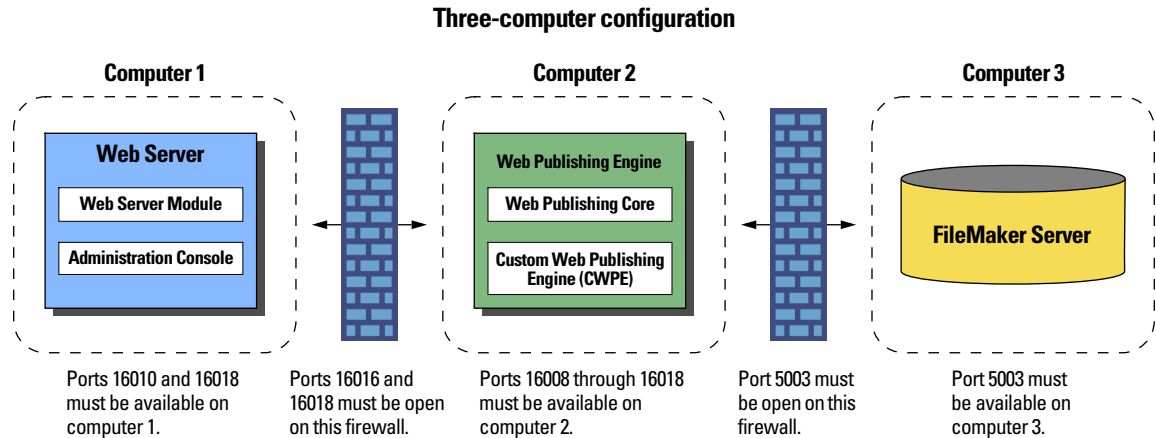 Three-computer configuration
Computer 1
Computer 2
Computer 3
Web Server
Web Server Module
Administration Console
Web Publishing Engine
Web Publishing Core
Custom Web Publishing
Engine (CWPE)
FileMaker Server
Ports 16010 and 16018
must be available on
computer 1.
Ports 16016 and
16018 must be open
on this firewall.
Ports 16008 through 16018
must be available on
computer 2.
Port 5003 must
be open on this
firewall.
Port 5003 must
be available on
computer 3.